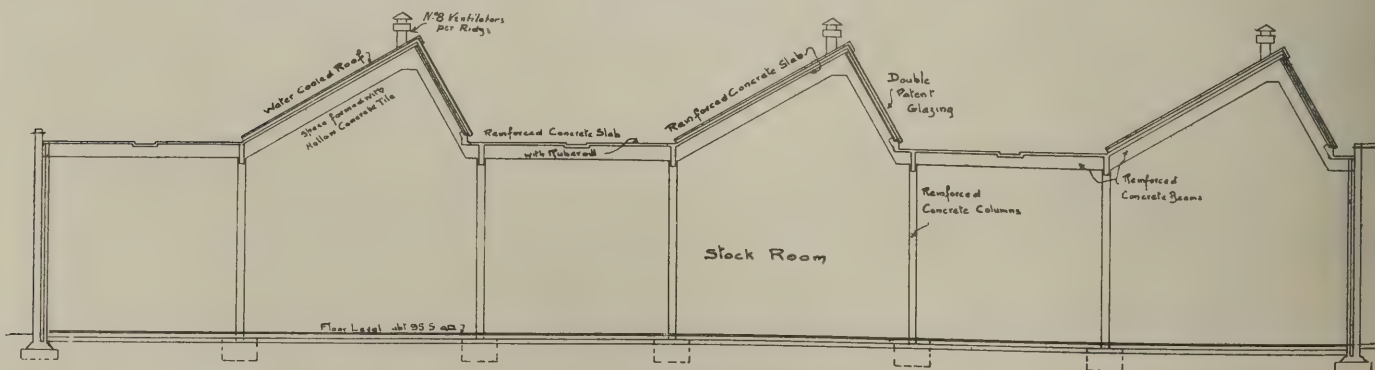 N.º 8 Ventilators
per Ridge
Water Cooled Roof
Space formed with
Hollow Concrete Tile
Reinforced Concrete Slab
with Ruberoid
Reinforced Concrete Slab
Double
Patent
Glazing
Reinforced
Concrete Columns
Reinforced
Concrete Beams
Stock Room
Floor Level